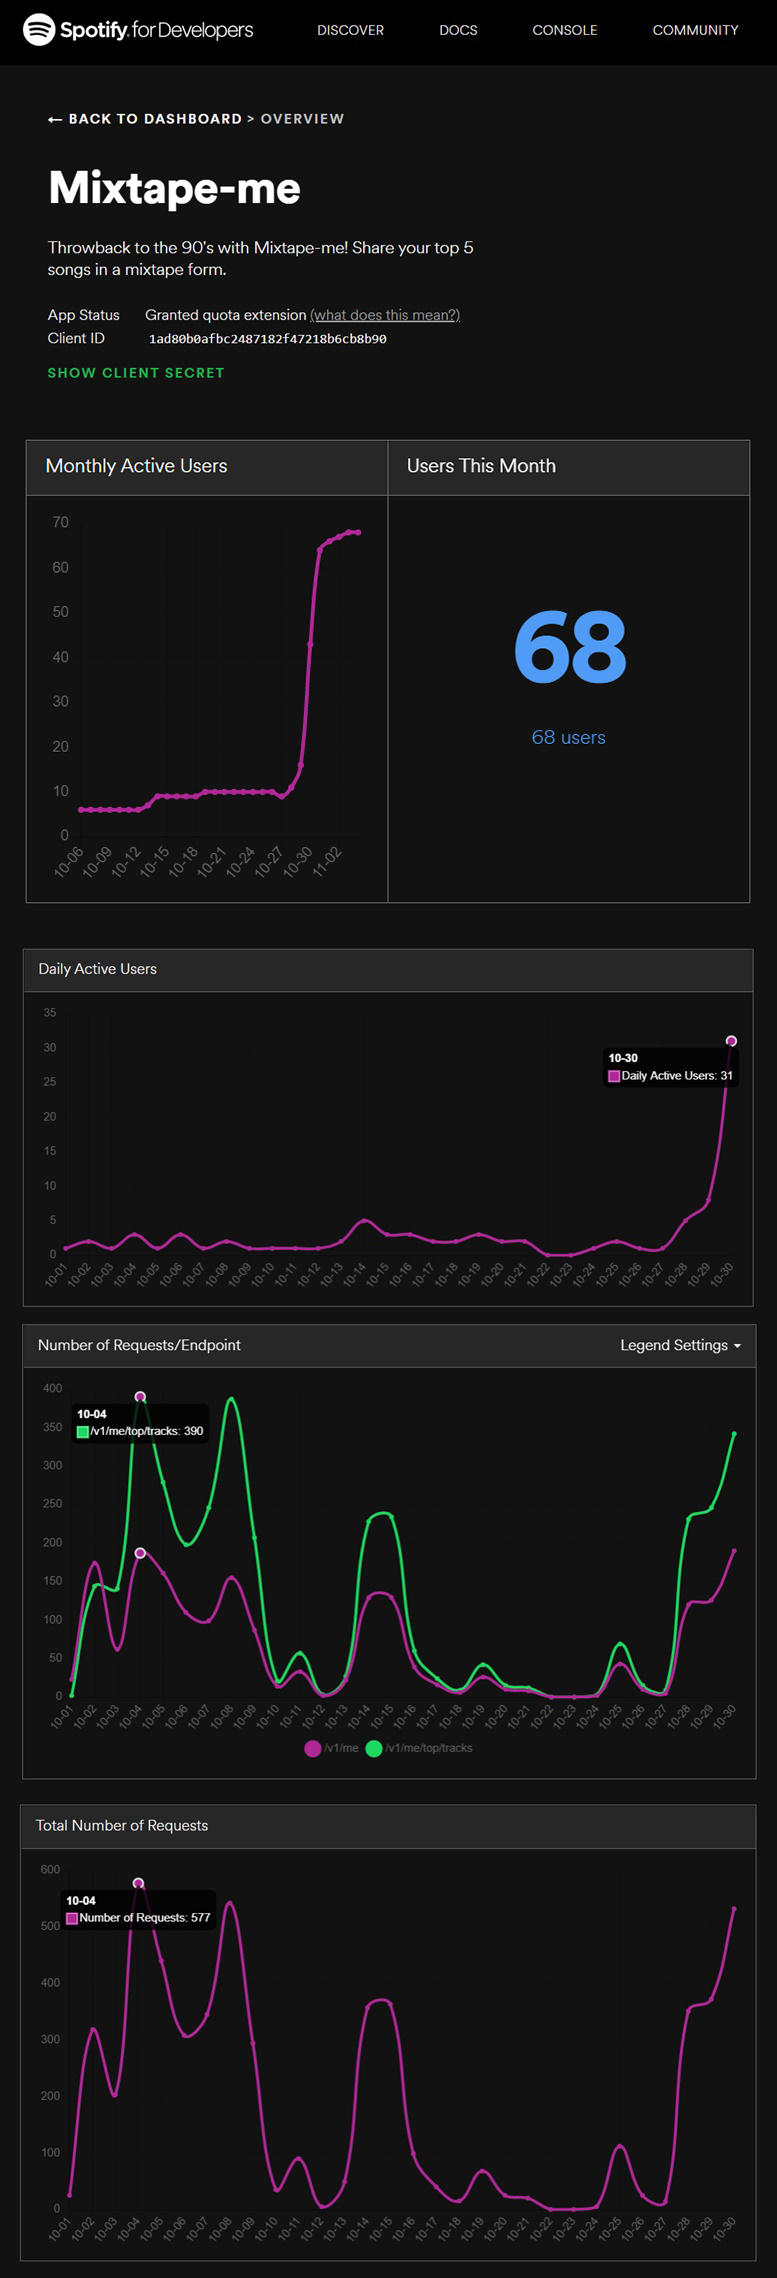 Spotify for Developers
DISCOVER
DOCS
CONSOLE
COMMUNITY
← BACK TO DASHBOARD > OVERVIEW
Mixtape-me
Throwback to the 90's with Mixtape-me! Share your top 5
songs in a mixtape form.
App Status Granted quota extension (what does this mean?)
Client ID 1ad80b0afbc2487182f47218b6cb8b90
SHOW CLIENT SECRET
Monthly Active Users
70
60
50
40
30
20
10
0
10-06 10-09 10-12 10-15 10-18 10-21 10-24 10-27 10-30 11-02
Users This Month
68
68 users
Daily Active Users
35
30
25
20
15
10
5
0
10-30
Daily Active Users: 31
10-01 10-02 10-03 10-04 10-05 10-06 10-07 10-08 10-09 10-10 10-11 10-12 10-13 10-14 10-15 10-16 10-17 10-18 10-19 10-20 10-21 10-22 10-23 10-24 10-25 10-26 10-27 10-28 10-29 10-30
Number of Requests/Endpoint
Legend Settings
400
350
300
250
200
150
100
50
0
10-04
/v1/me/top/tracks: 390
10-01 10-02 10-03 10-04 10-05 10-06 10-07 10-08 10-09 10-10 10-11 10-12 10-13 10-14 10-15 10-16 10-17 10-18 10-19 10-20 10-21 10-22 10-23 10-24 10-25 10-26 10-27 10-28 10-29 10-30
/v1/me /v1/me/top/tracks
Total Number of Requests
600
500
400
300
200
100
0
10-04
Number of Requests: 577
10-01 10-02 10-03 10-04 10-05 10-06 10-07 10-08 10-09 10-10 10-11 10-12 10-13 10-14 10-15 10-16 10-17 10-18 10-19 10-20 10-21 10-22 10-23 10-24 10-25 10-26 10-27 10-28 10-29 10-30